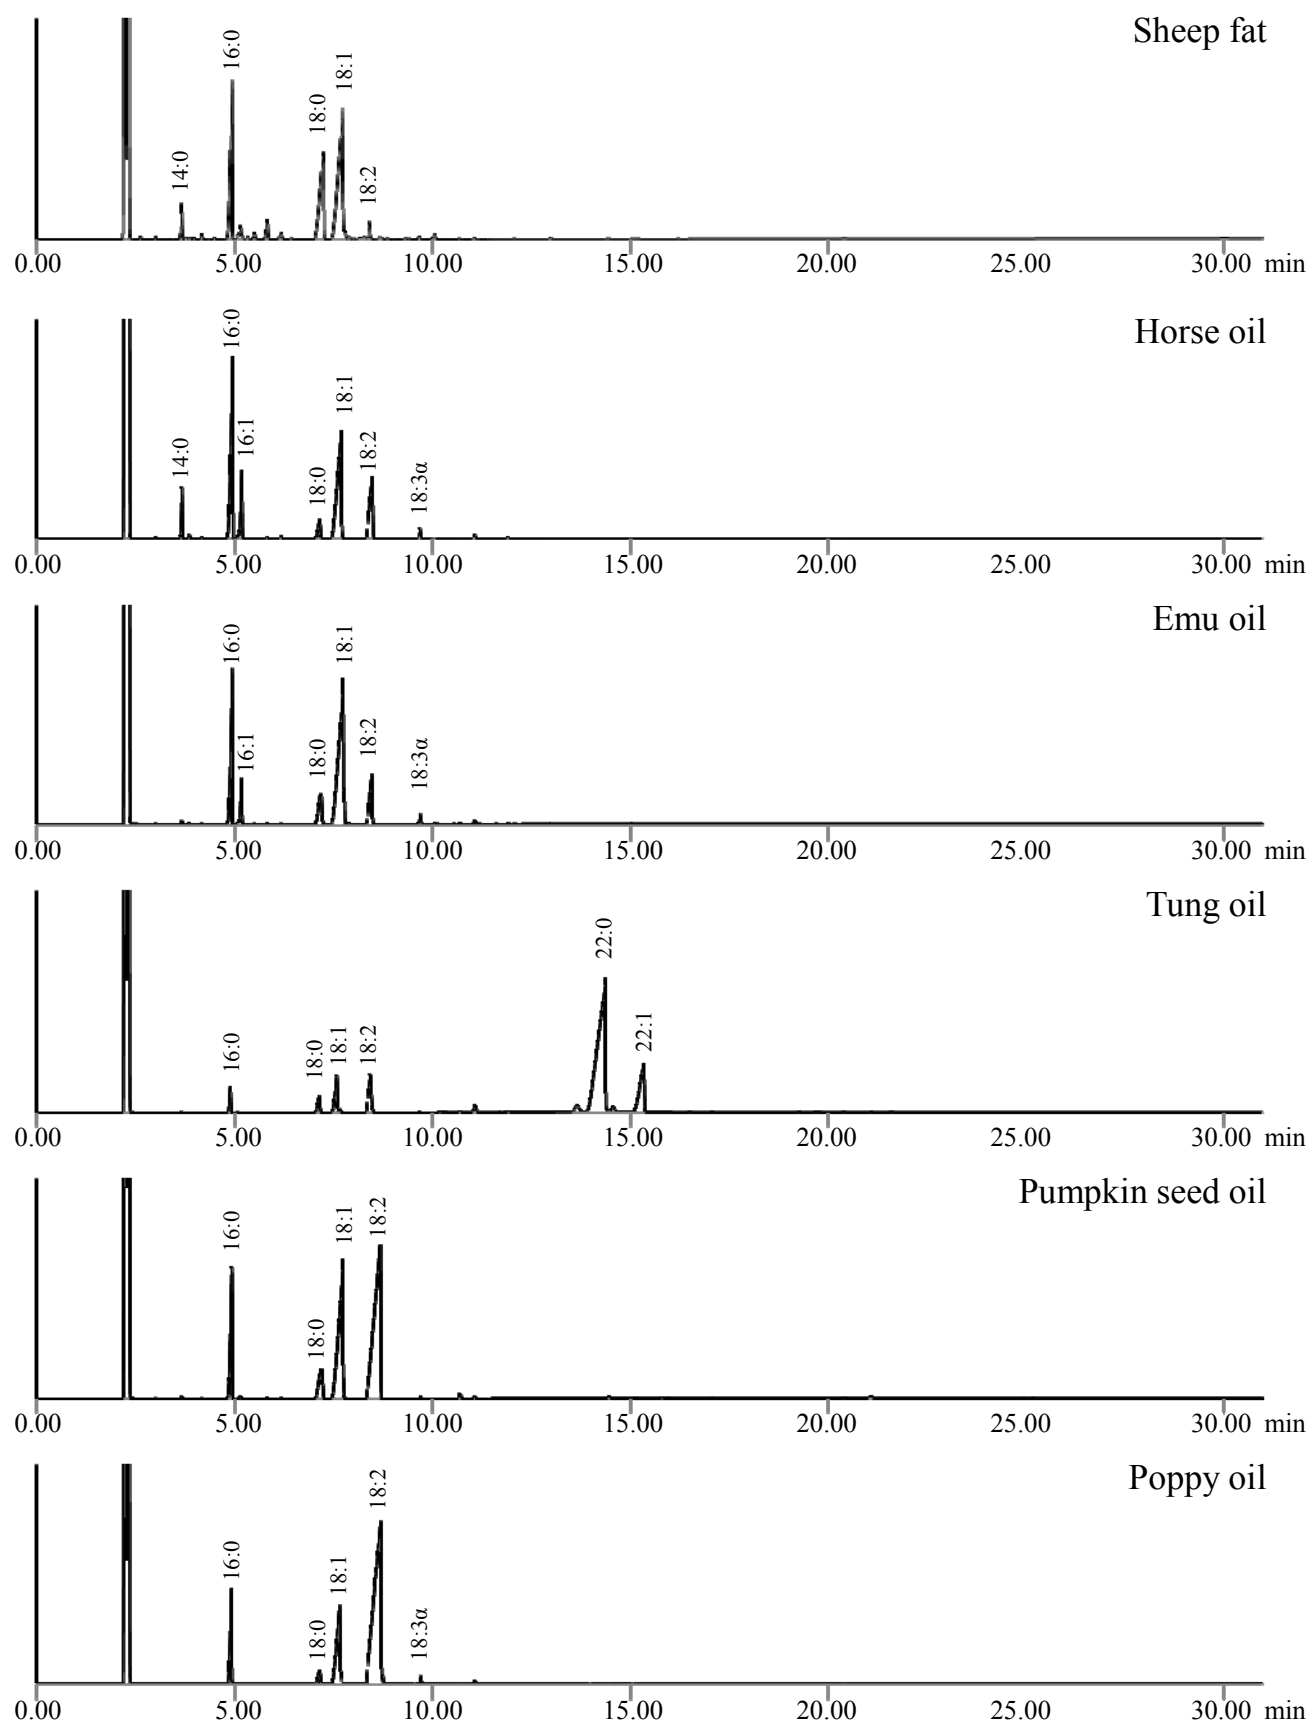 Sheep fat
14:0
16:0
18:0
18:1
18:2
0.00 5.00 10.00 15.00 20.00 25.00 30.00 min
Horse oil
14:0
16:0
16:1
18:0
18:1
18:2
18:3α
0.00 5.00 10.00 15.00 20.00 25.00 30.00 min
Emu oil
16:0
16:1
18:0
18:1
18:2
18:3α
0.00 5.00 10.00 15.00 20.00 25.00 30.00 min
Tung oil
16:0
18:0
18:1
18:2
22:0
22:1
0.00 5.00 10.00 15.00 20.00 25.00 30.00 min
Pumpkin seed oil
16:0
18:0
18:1
18:2
0.00 5.00 10.00 15.00 20.00 25.00 30.00 min
Poppy oil
16:0
18:0
18:1
18:2
18:3α
0.00 5.00 10.00 15.00 20.00 25.00 30.00 min